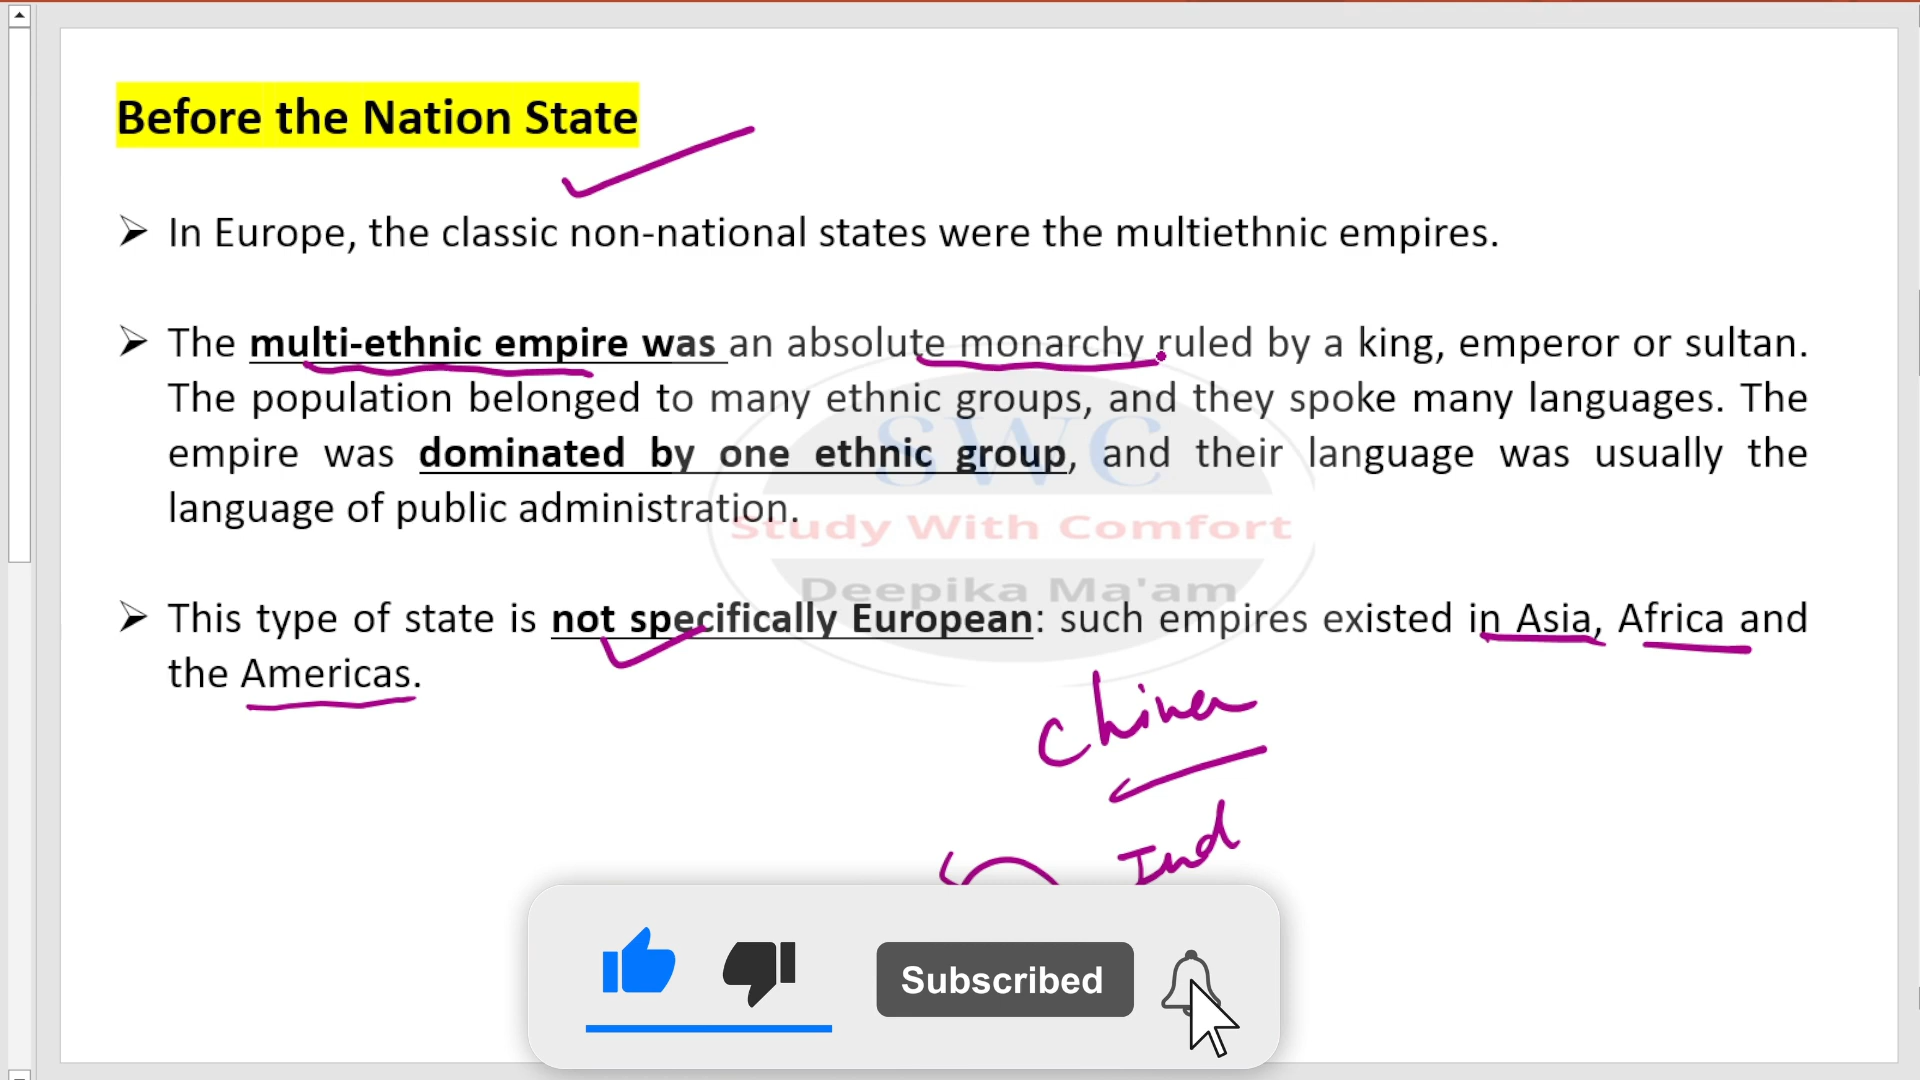 Before the Nation State
➢ In Europe, the classic non-national states were the multiethnic empires.
➢ The multi-ethnic empire was an absolute monarchy ruled by a king, emperor or sultan.
The population belonged to many ethnic groups, and they spoke many languages. The
empire was dominated by one ethnic group, and their language was usually the
language of public administration.
SWC
Study With Comfort
Deepika Ma'am
➢ This type of state is not specifically European: such empires existed in Asia, Africa and
the Americas.
China
Ind
Subscribed